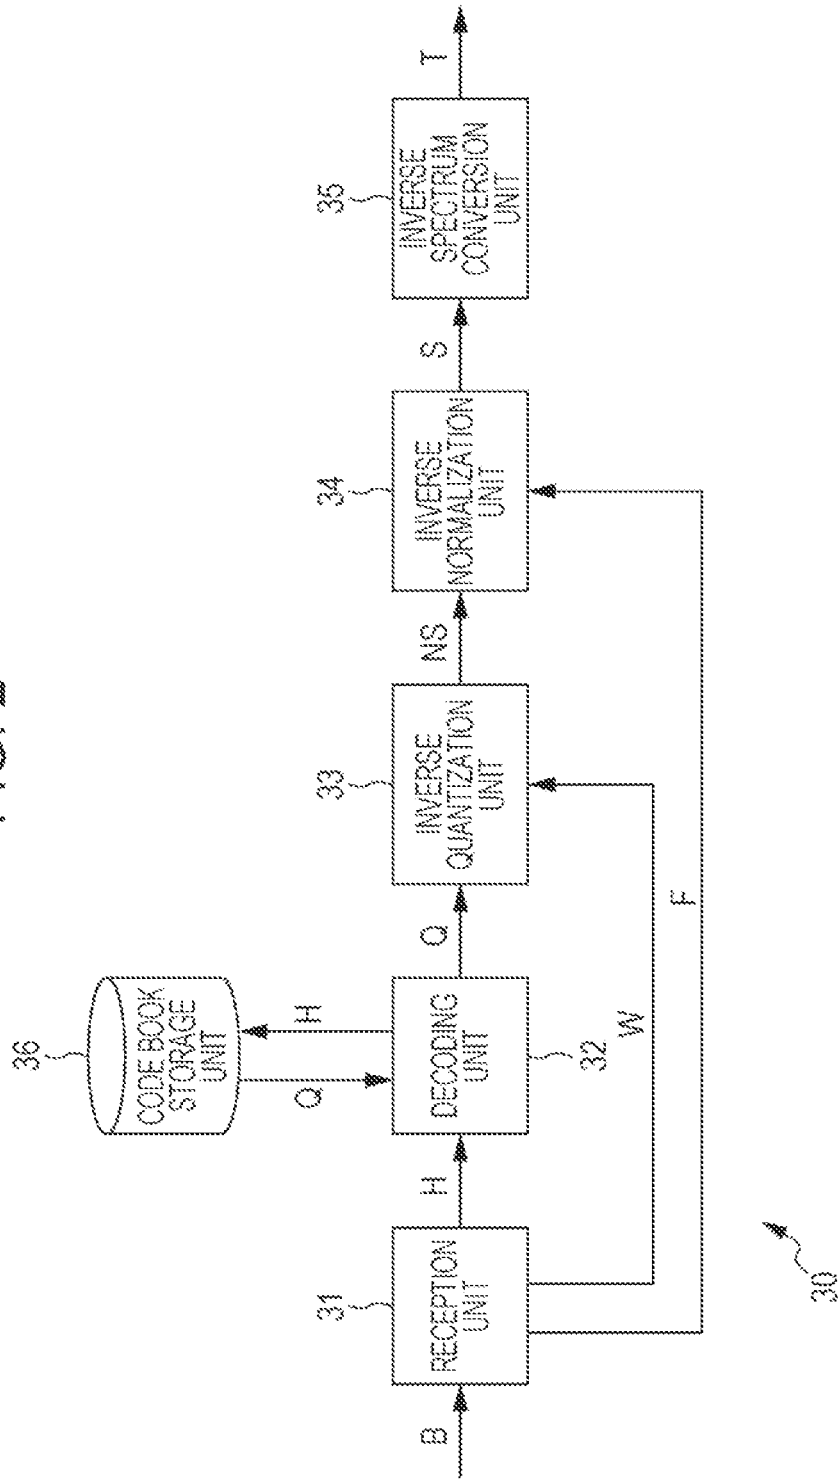 36
CODE BOOK
STORAGE
UNIT
Q
H
31
32
33
34
35
B
RECEPTION
UNIT
H
DECODING
UNIT
Q
INVERSE
QUANTIZATION
UNIT
NS
INVERSE
NORMALIZATION
UNIT
S
INVERSE
SPECTRUM
CONVERSION
UNIT
T
W
F
30